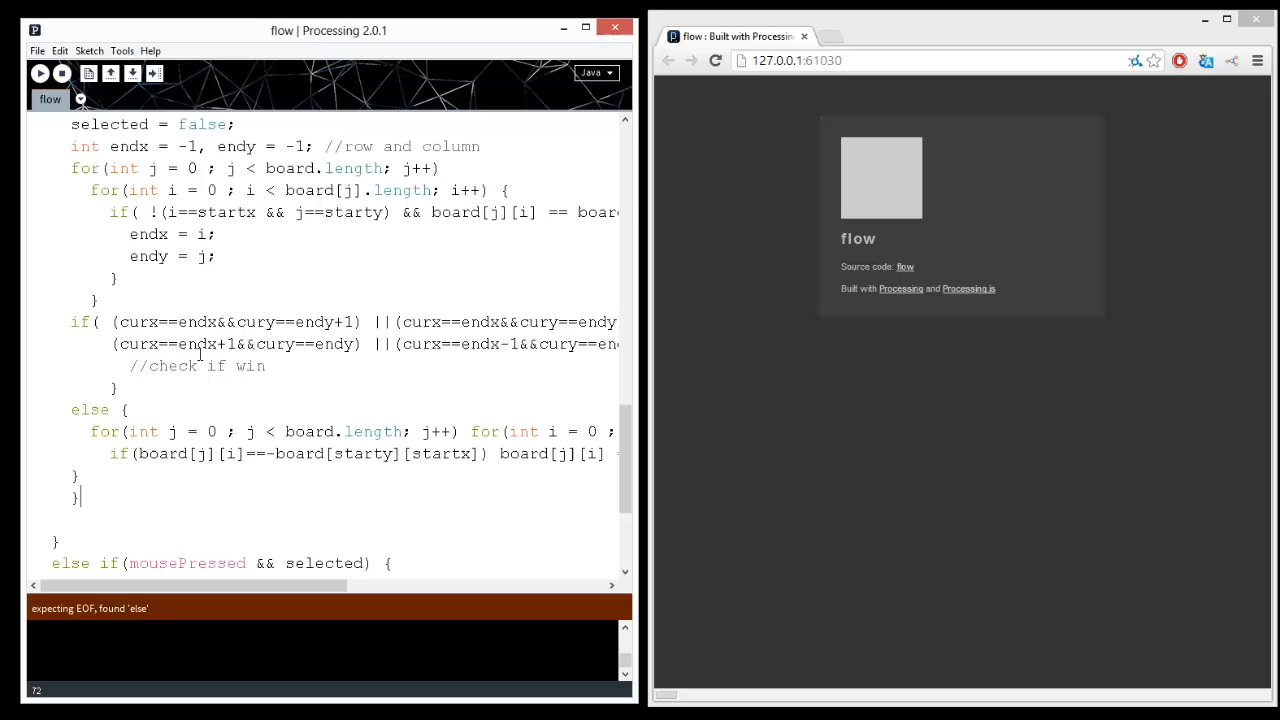 flow | Processing 2.0.1
File Edit Sketch Tools Help
Java
flow
selected = false;
int endx = -1, endy = -1; //row and column
for(int j = 0 ; j < board.length; j++)
for(int i = 0 ; i < board[j].length; i++) {
if( !(i==startx && j==starty) && board[j][i] == boar
endx = i;
endy = j;
}
}
if( (curx==endx&&cury==endy+1) ||(curx==endx&&cury==endy
(curx==endx+1&&cury==endy) ||(curx==endx-1&&cury==en
//check if win
}
else {
for(int j = 0 ; j < board.length; j++) for(int i = 0 ;
if(board[j][i]==-board[starty][startx]) board[j][i] =
}
}
}
else if(mousePressed && selected) {
expecting EOF, found 'else'
72
flow : Built with Processin
127.0.0.1:61030
flow
Source code: flow
Built with Processing and Processing.js